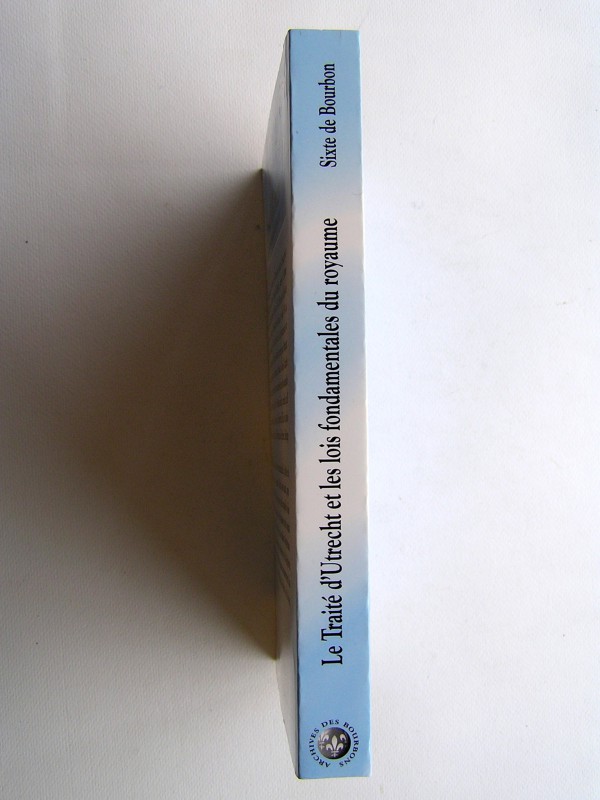 Sixte de Bourbon
Le Traité d'Utrecht et les lois fondamentales du royaume
ARCHIVES DES BOURBONS